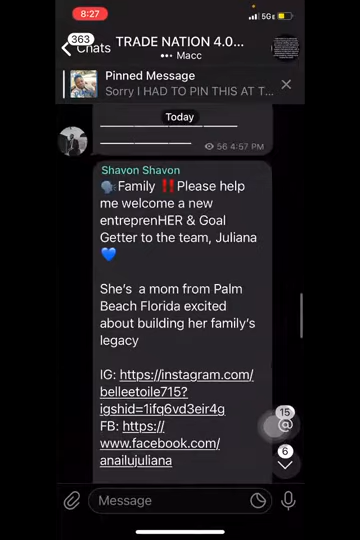 8:27
5G
363
Chats
TRADE NATION 4.0...
••• Macc
Pinned Message
Sorry I HAD TO PIN THIS AT T...
Today
56 4:57 PM
Shavon Shavon
🗣Family ‼️Please help
me welcome a new
entreprenHER & Goal
Getter to the team, Juliana
💙
She's a mom from Palm
Beach Florida excited
about building her family's
legacy
IG: https://instagram.com/
belleetoile715?
igshid=1ifq6vd3eir4g
FB: https://
www.facebook.com/
anailujuliana
15
@
6
Message